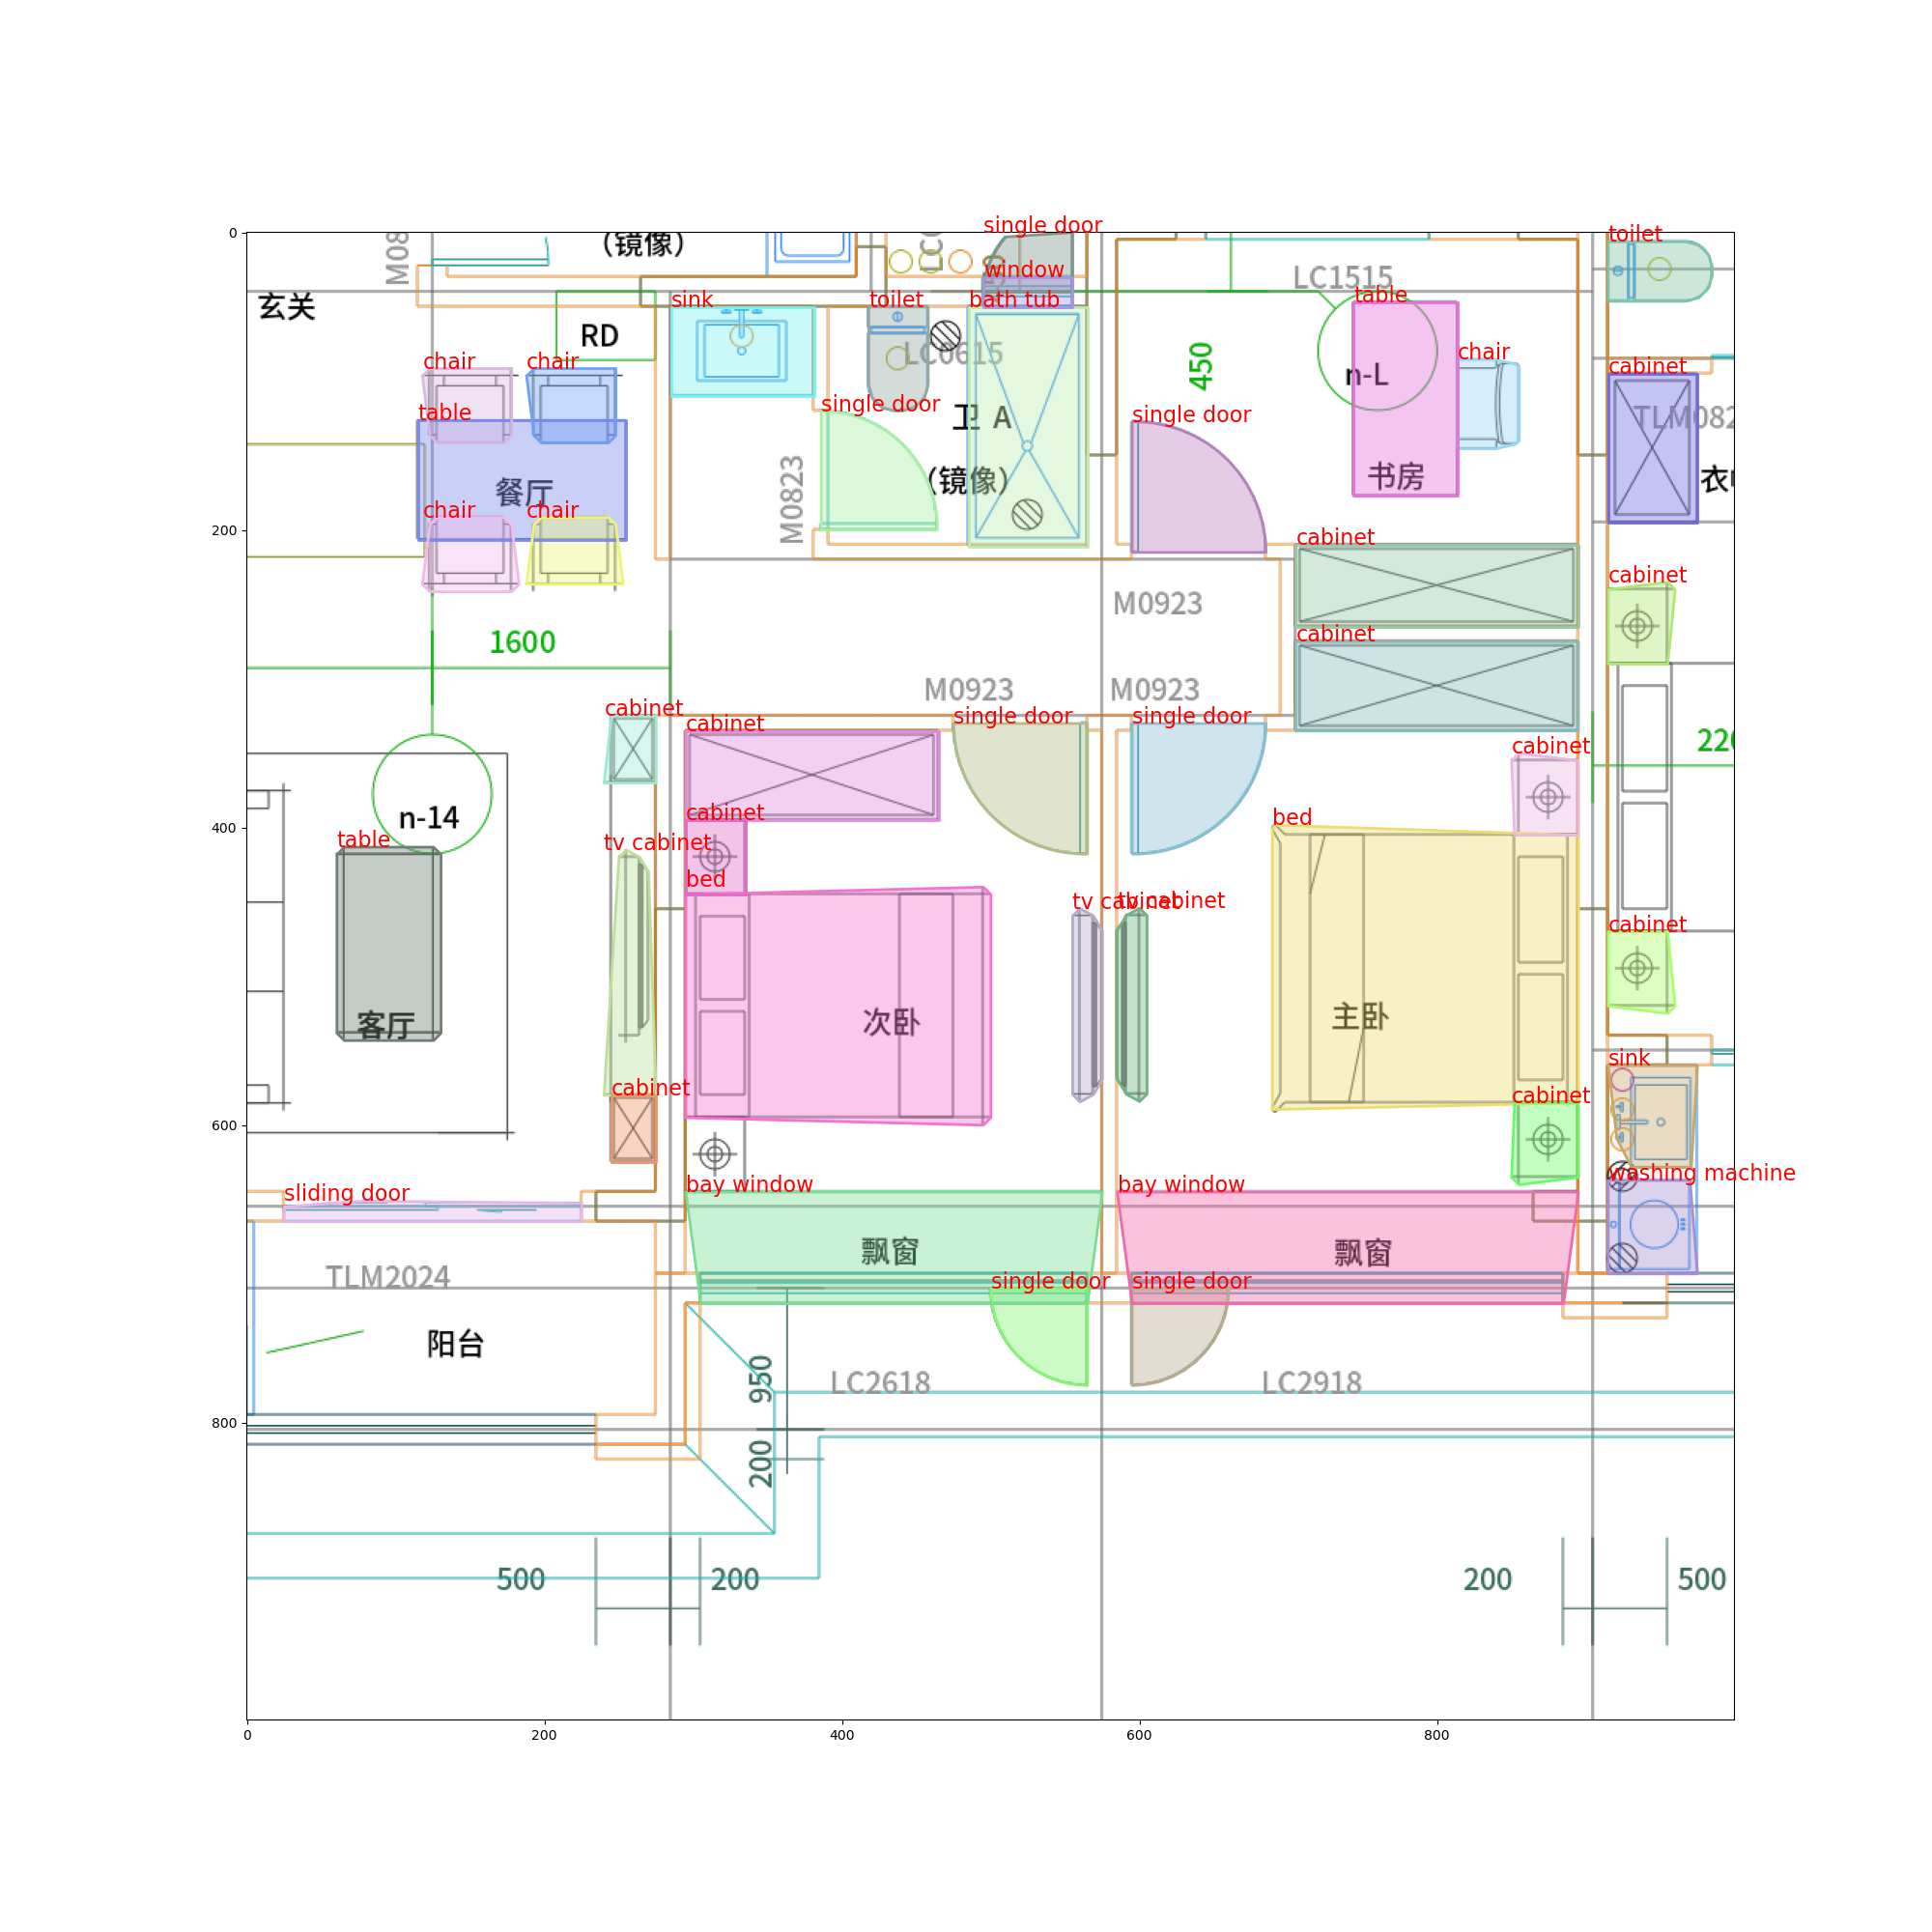 single door
M08
(镜像)
window
toilet
LC1515
玄关
sink
toilet
bath tub
table
RD
LC0615
450
chair
chair
chair
n-L
cabinet
table
single door
卫 A
single door
TLM082
餐厅
M0823
(镜像)
书房
chair
chair
cabinet
cabinet
M0923
1600
cabinet
M0923
M0923
cabinet
cabinet
single door
single door
cabinet
220
n-14
cabinet
bed
table
tv cabinet
bed
tv cabinet
tv cabinet
cabinet
客厅
次卧
主卧
sink
cabinet
cabinet
washing machine
sliding door
bay window
bay window
飘窗
飘窗
TLM2024
single door
single door
阳台
950
LC2618
LC2918
200
500
200
200
500
0
200
400
600
800
0
200
400
600
800